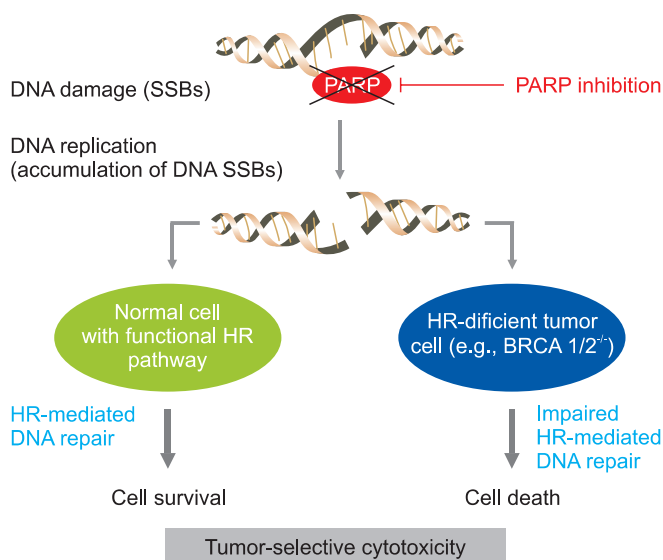 PARP
DNA damage (SSBs)
PARP inhibition
DNA replication
(accumulation of DNA SSBs)
Normal cell
with functional HR
pathway
HR-dificient tumor
cell (e.g., BRCA 1/2-/-)
HR-mediated
DNA repair
Impaired
HR-mediated
DNA repair
Cell survival
Cell death
Tumor-selective cytotoxicity